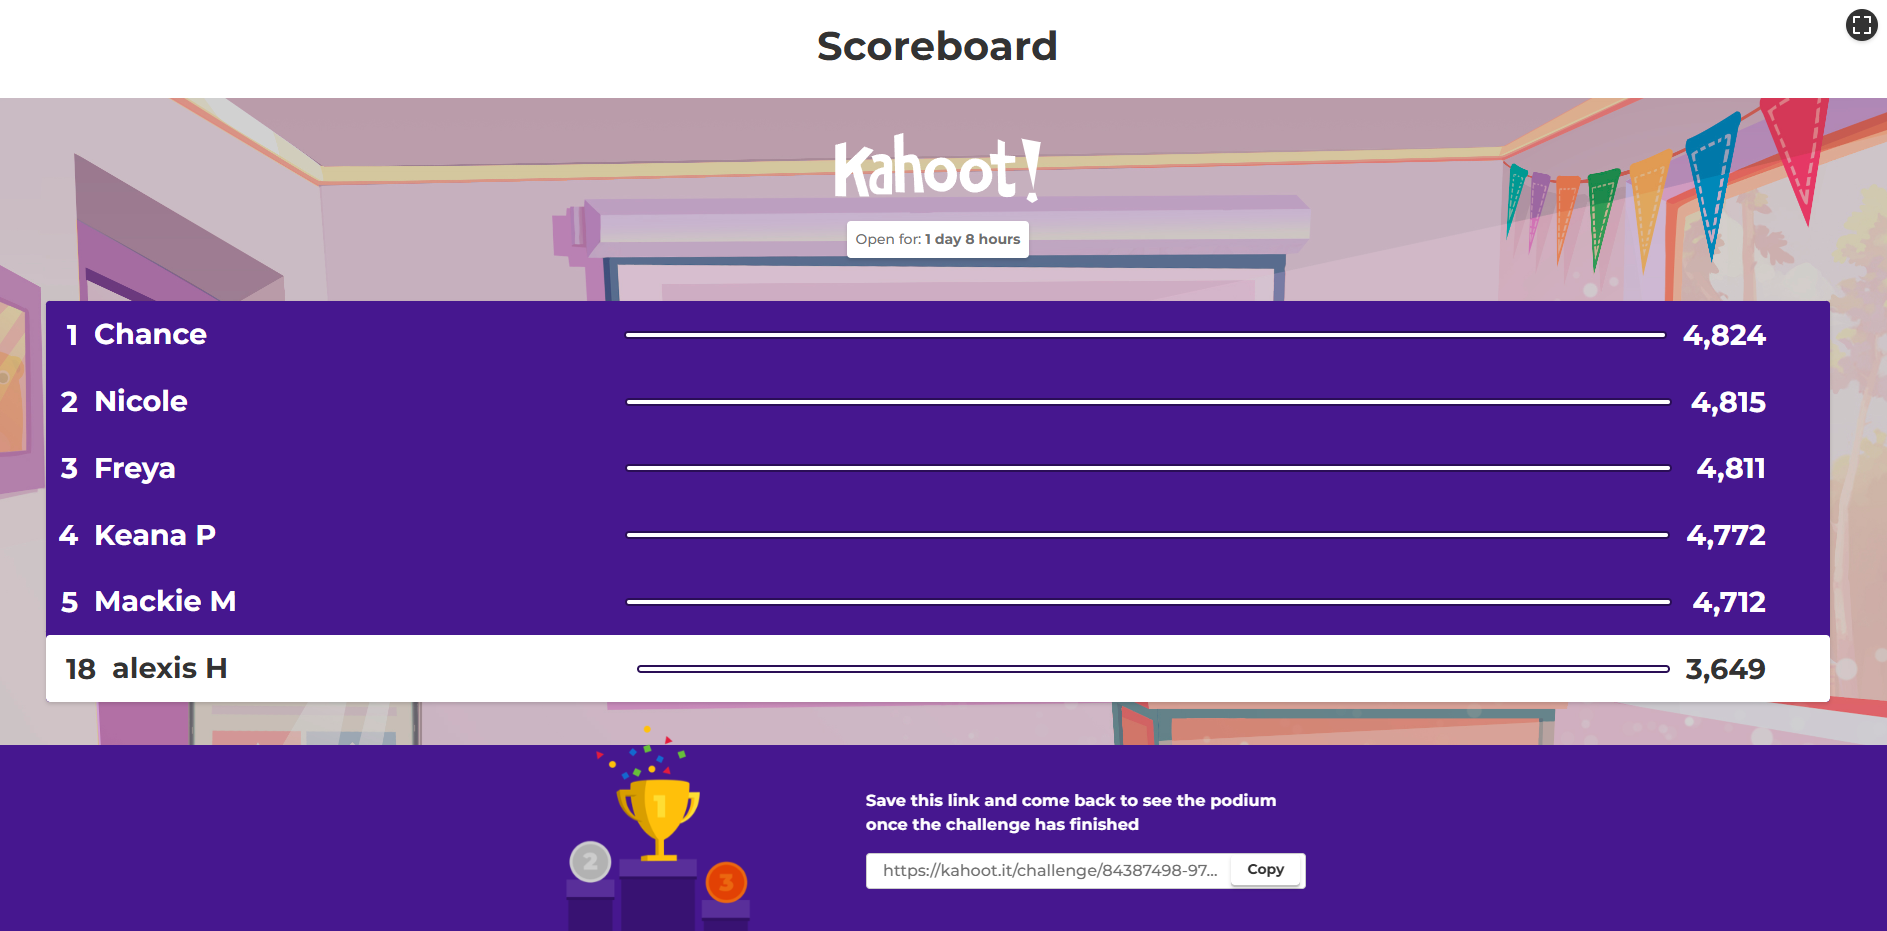 Scoreboard
Kahoot!
Open for: 1 day 8 hours
1 Chance 4,824
2 Nicole 4,815
3 Freya 4,811
4 Keana P 4,772
5 Mackie M 4,712
18 alexis H 3,649
1
2
3
Save this link and come back to see the podium
once the challenge has finished
https://kahoot.it/challenge/84387498-97... Copy